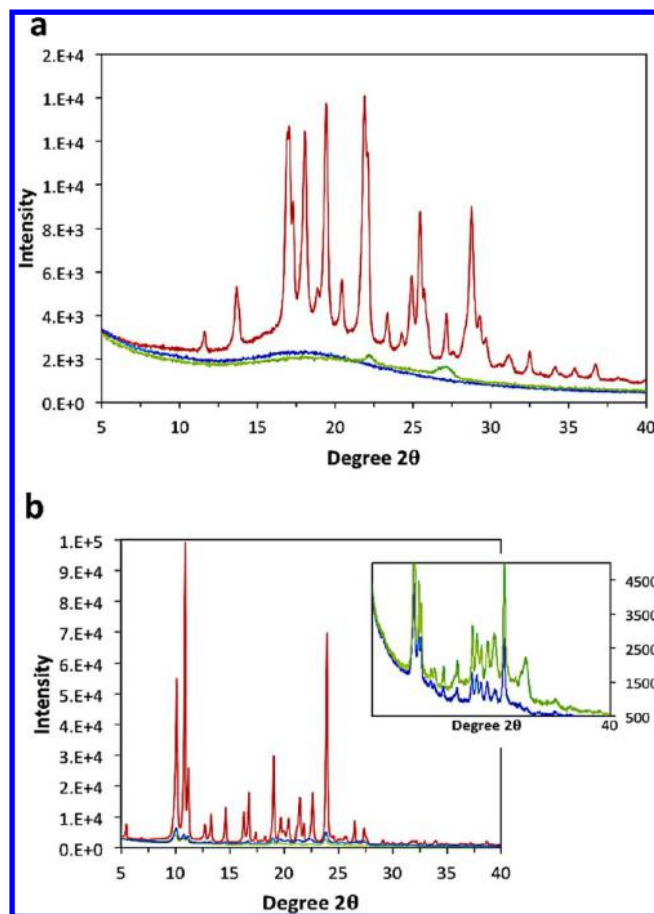 a
2.E+4
1.E+4
1.E+4
1.E+4
8.E+3
6.E+3
4.E+3
2.E+3
0.E+0
Intensity
5 10 15 20 25 30 35 40
Degree 2θ
b
1.E+5
9.E+4
8.E+4
7.E+4
6.E+4
5.E+4
4.E+4
3.E+4
2.E+4
1.E+4
0.E+0
Intensity
5 10 15 20 25 30 35 40
Degree 2θ
4500
3500
2500
1500
500
Degree 2θ 40